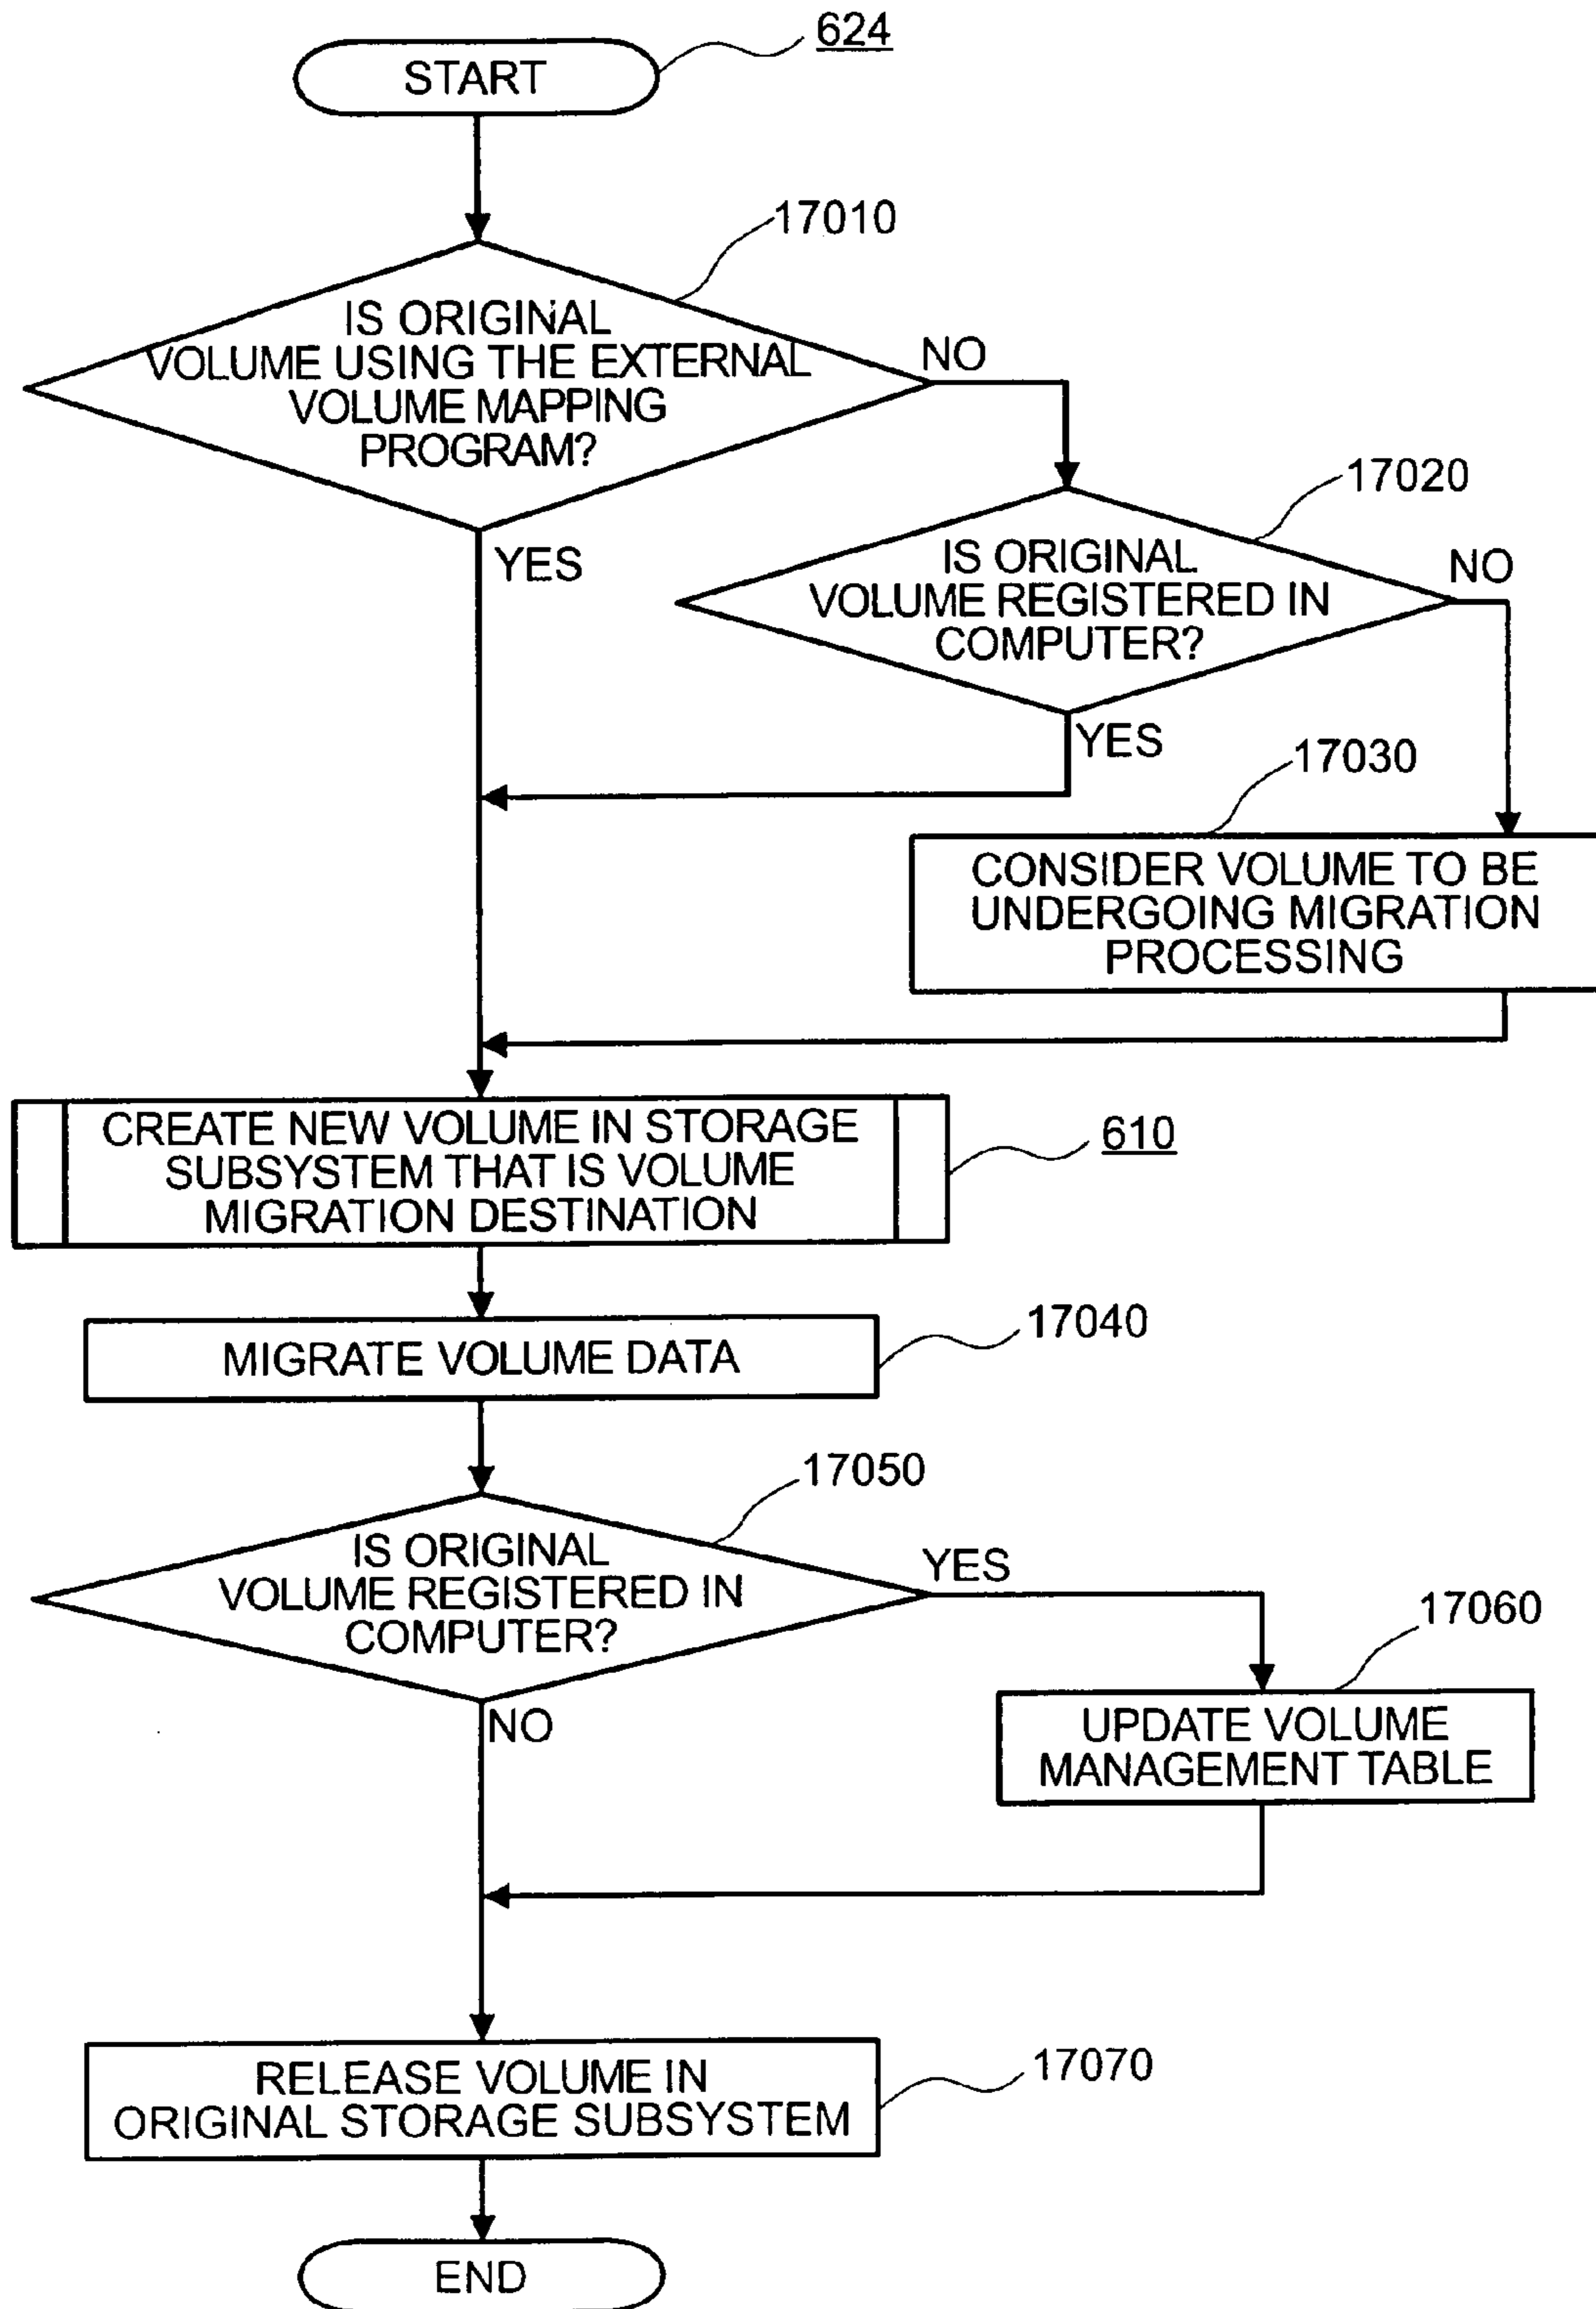 624
START
17010
IS ORIGINAL
VOLUME USING THE EXTERNAL
VOLUME MAPPING
PROGRAM?
NO
YES
17020
IS ORIGINAL
VOLUME REGISTERED IN
COMPUTER?
NO
YES
17030
CONSIDER VOLUME TO BE
UNDERGOING MIGRATION
PROCESSING
CREATE NEW VOLUME IN STORAGE
SUBSYSTEM THAT IS VOLUME
MIGRATION DESTINATION
610
MIGRATE VOLUME DATA
17040
17050
IS ORIGINAL
VOLUME REGISTERED IN
COMPUTER?
YES
NO
17060
UPDATE VOLUME
MANAGEMENT TABLE
RELEASE VOLUME IN
ORIGINAL STORAGE SUBSYSTEM
17070
END